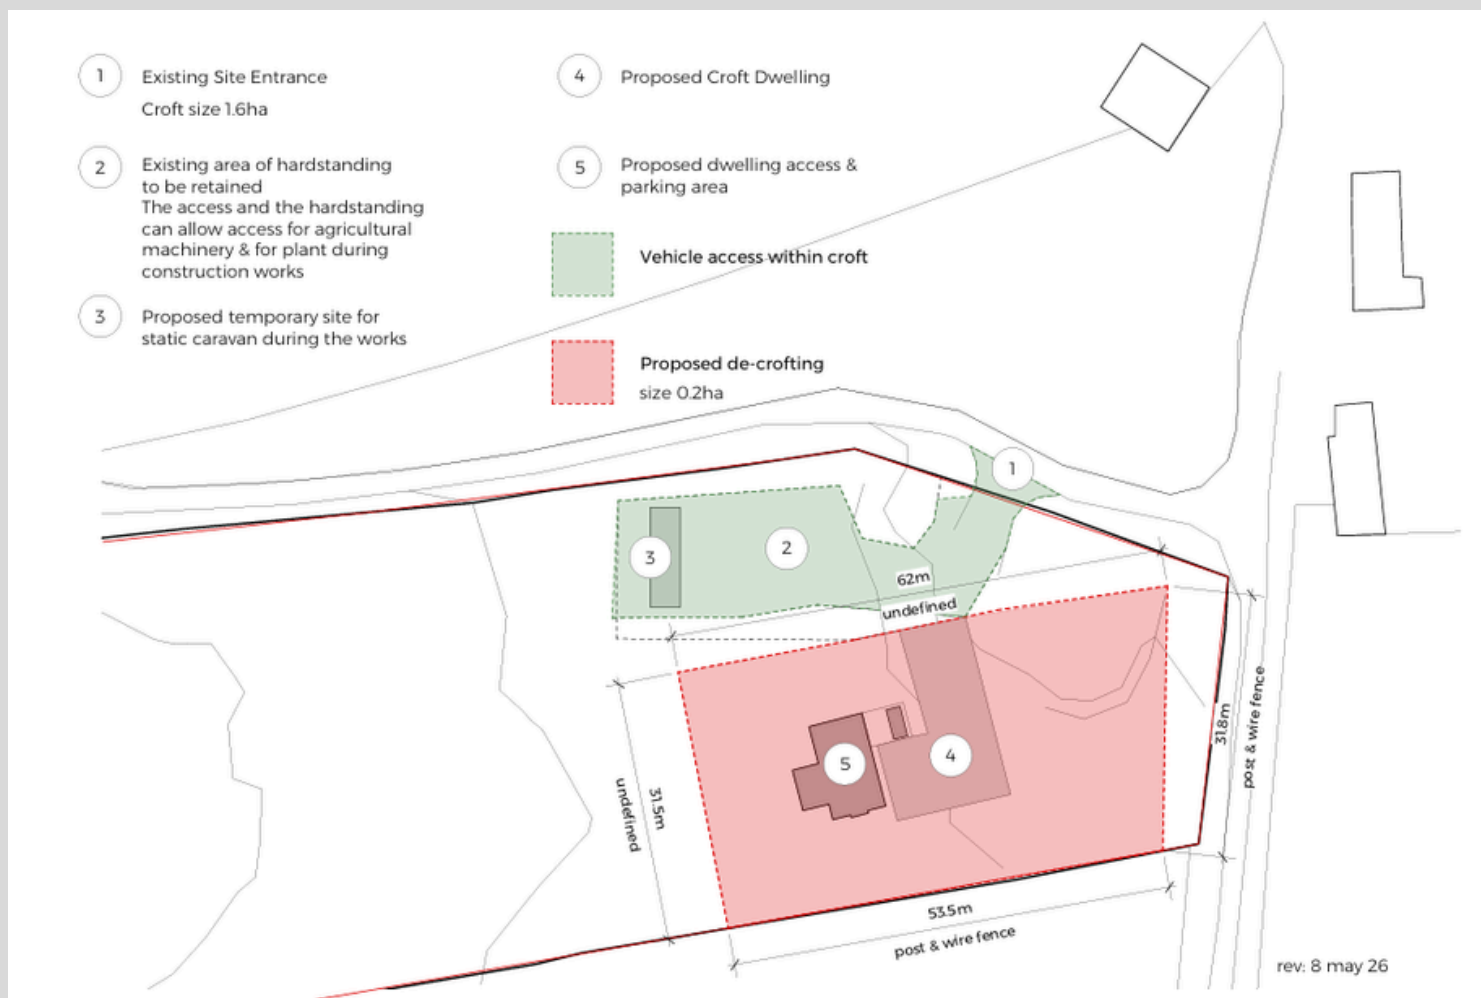 1
Existing Site Entrance
Croft size 1.6ha
2
Existing area of hardstanding
to be retained
The access and the hardstanding
can allow access for agricultural
machinery & for plant during
construction works
3
Proposed temporary site for
static caravan during the works
4
Proposed Croft Dwelling
5
Proposed dwelling access &
parking area
Vehicle access within croft
Proposed de-crofting
size 0.2ha
1
2
3
62m
undefined
31.8m
post & wire fence
5
4
31.5m
undefined
53.5m
post & wire fence
rev: 8 may 26